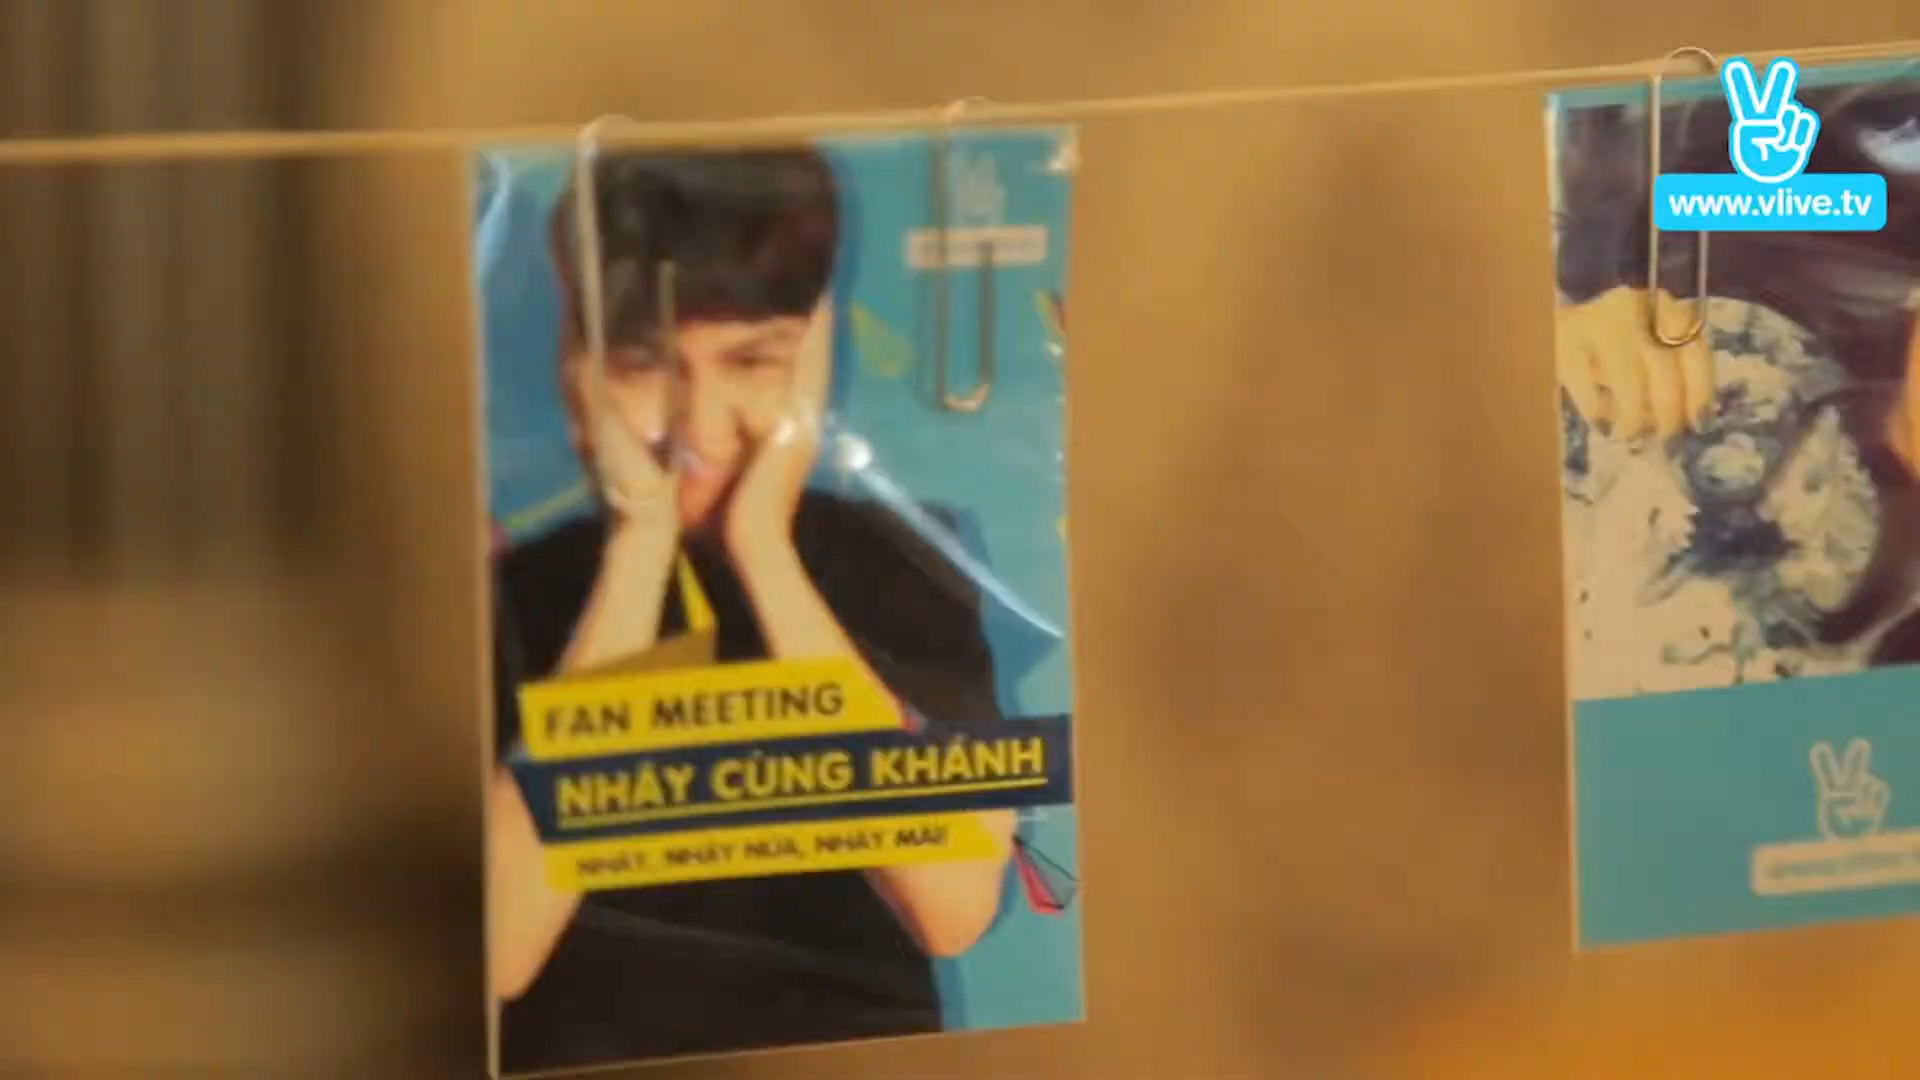 www.vlive.tv
FAN MEETING
NHẢY CÙNG KHÁNH
NHẢY, NHẢY NỮA, NHẢY MÃI!